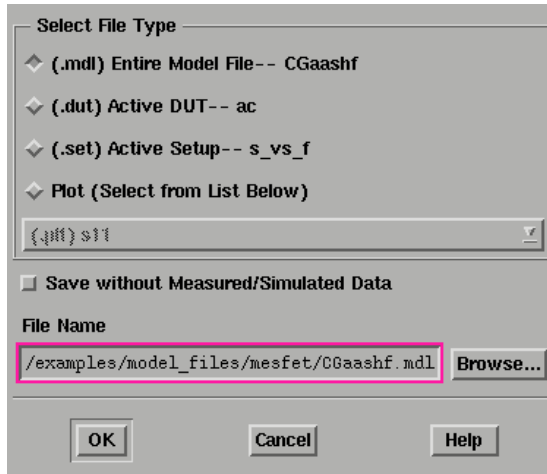 Select File Type
(.mdl) Entire Model File-- CGaashf
(.dut) Active DUT-- ac
(.set) Active Setup-- s_vs_f
Plot (Select from List Below)
(.plt) s11
Save without Measured/Simulated Data
File Name
/examples/model_files/mesfet/CGaashf.mdl Browse...
OK Cancel Help